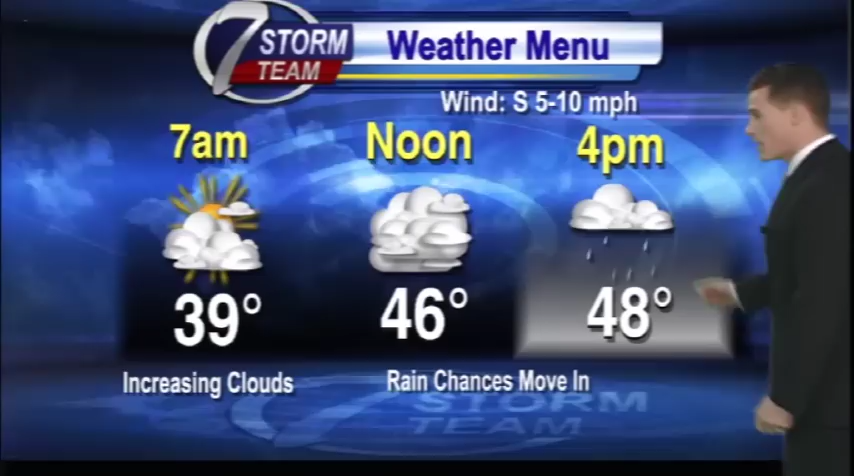 7 STORM TEAM
Weather Menu
Wind: S 5-10 mph
7am Noon 4pm
39° 46° 48°
Increasing Clouds Rain Chances Move In
7 STORM TEAM